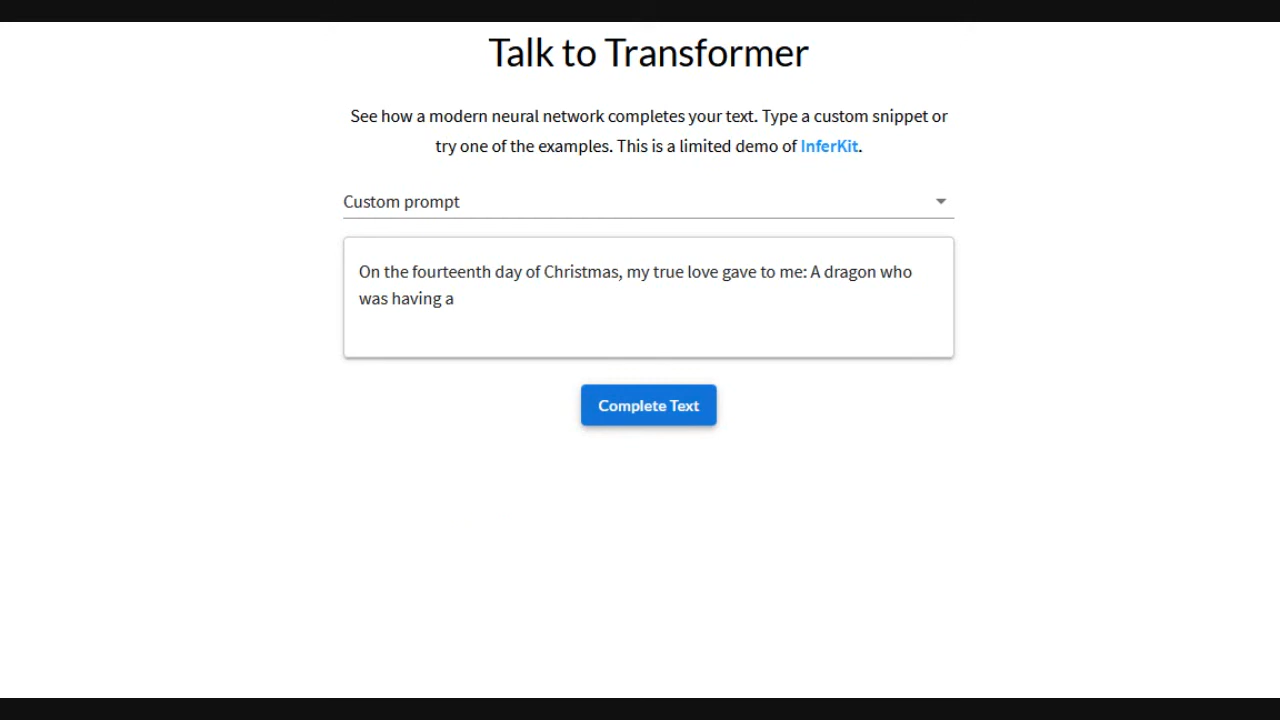 Talk to Transformer
See how a modern neural network completes your text. Type a custom snippet or
try one of the examples. This is a limited demo of InferKit.
Custom prompt
On the fourteenth day of Christmas, my true love gave to me: A dragon who
was having a
Complete Text